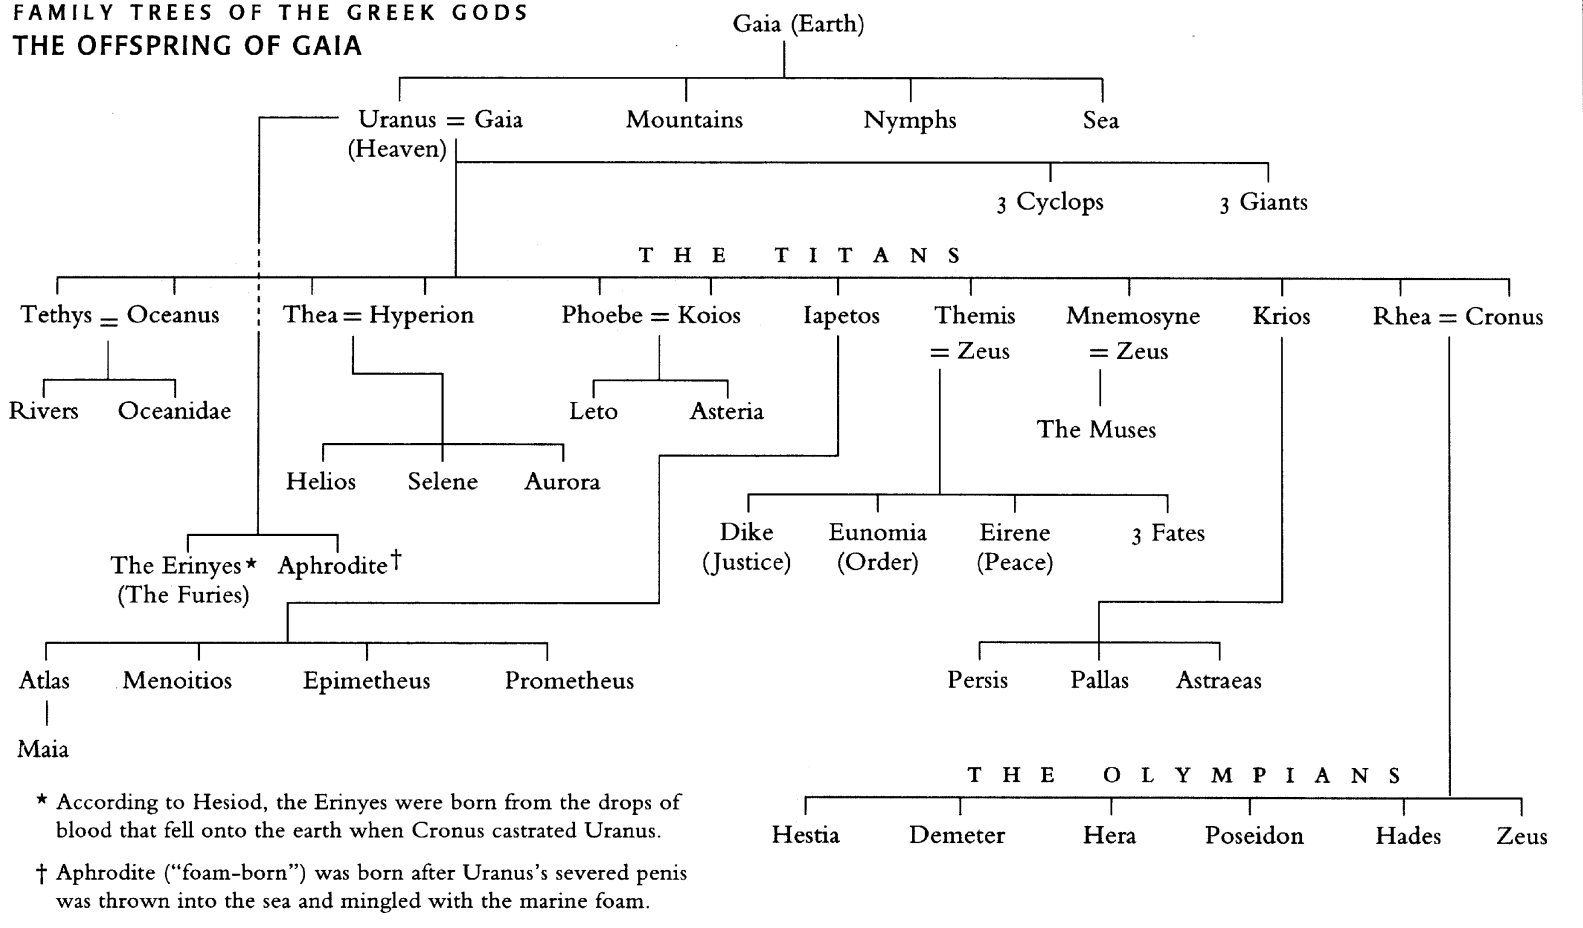 FAMILY TREES OF THE GREEK GODS
THE OFFSPRING OF GAIA
Gaia (Earth)
Uranus = Gaia Mountains Nymphs Sea
(Heaven)
3 Cyclops 3 Giants
THE TITANS
Tethys = Oceanus Thea = Hyperion Phoebe = Koios Iapetos Themis Mnemosyne Krios Rhea = Cronus
= Zeus = Zeus
Rivers Oceanidae Leto Asteria
The Muses
Helios Selene Aurora
Dike Eunomia Eirene 3 Fates
(Justice) (Order) (Peace)
The Erinyes* Aphrodite†
(The Furies)
Atlas Menoitios Epimetheus Prometheus Persis Pallas Astraeas
Maia
THE OLYMPIANS
Hestia Demeter Hera Poseidon Hades Zeus
* According to Hesiod, the Erinyes were born from the drops of
blood that fell onto the earth when Cronus castrated Uranus.
† Aphrodite (“foam-born”) was born after Uranus’s severed penis
was thrown into the sea and mingled with the marine foam.